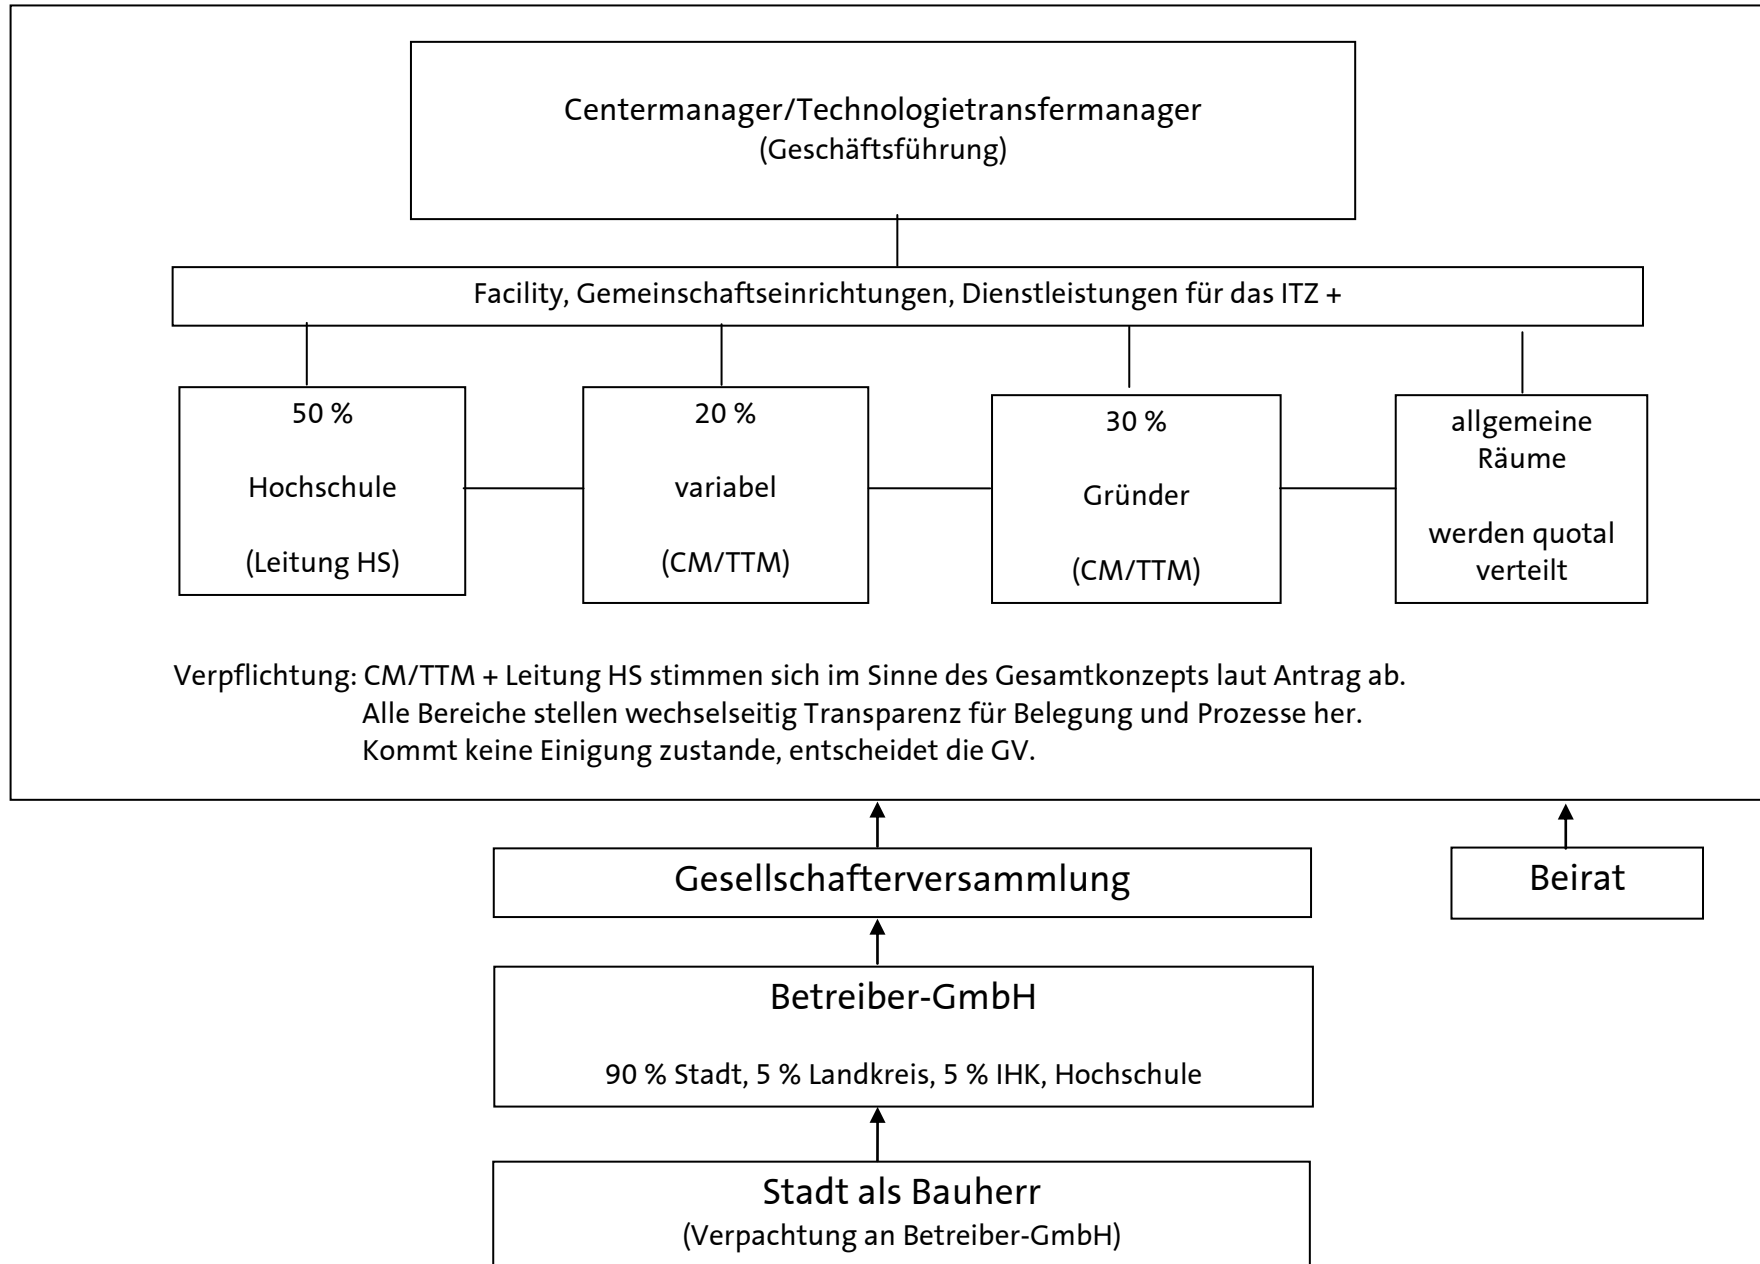 Centermanager/Technologietransfermanager
(Geschäftsführung)
Facility, Gemeinschaftseinrichtungen, Dienstleistungen für das ITZ +
50 %
Hochschule
(Leitung HS)
20 %
variabel
(CM/TTM)
30 %
Gründer
(CM/TTM)
allgemeine
Räume
werden quotal
verteilt
Verpflichtung: CM/TTM + Leitung HS stimmen sich im Sinne des Gesamtkonzepts laut Antrag ab.
Alle Bereiche stellen wechselseitig Transparenz für Belegung und Prozesse her.
Kommt keine Einigung zustande, entscheidet die GV.
Gesellschafterversammlung
Beirat
Betreiber-GmbH
90 % Stadt, 5 % Landkreis, 5 % IHK, Hochschule
Stadt als Bauherr
(Verpachtung an Betreiber-GmbH)